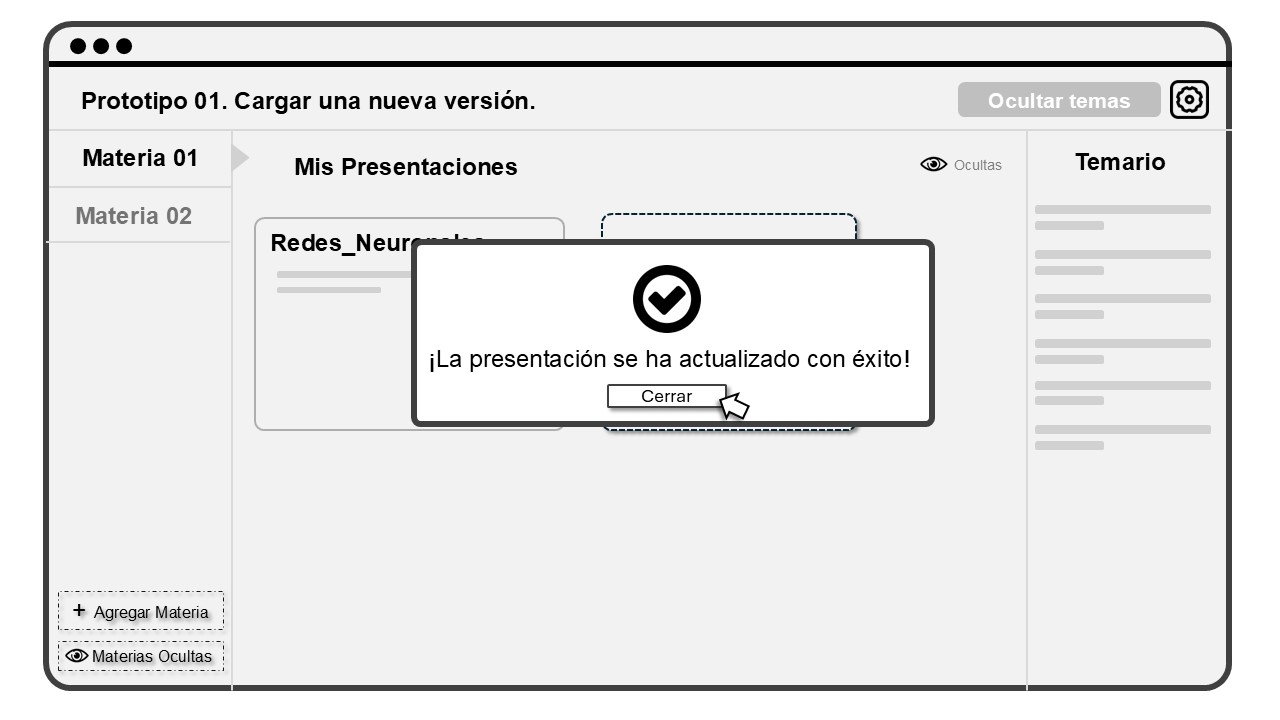 Prototipo 01. Cargar una nueva versión.
Ocultar temas
Materia 01
Materia 02
Mis Presentaciones
Ocultas
Temario
¡La presentación se ha actualizado con éxito!
Cerrar
+ Agregar Materia
Materias Ocultas